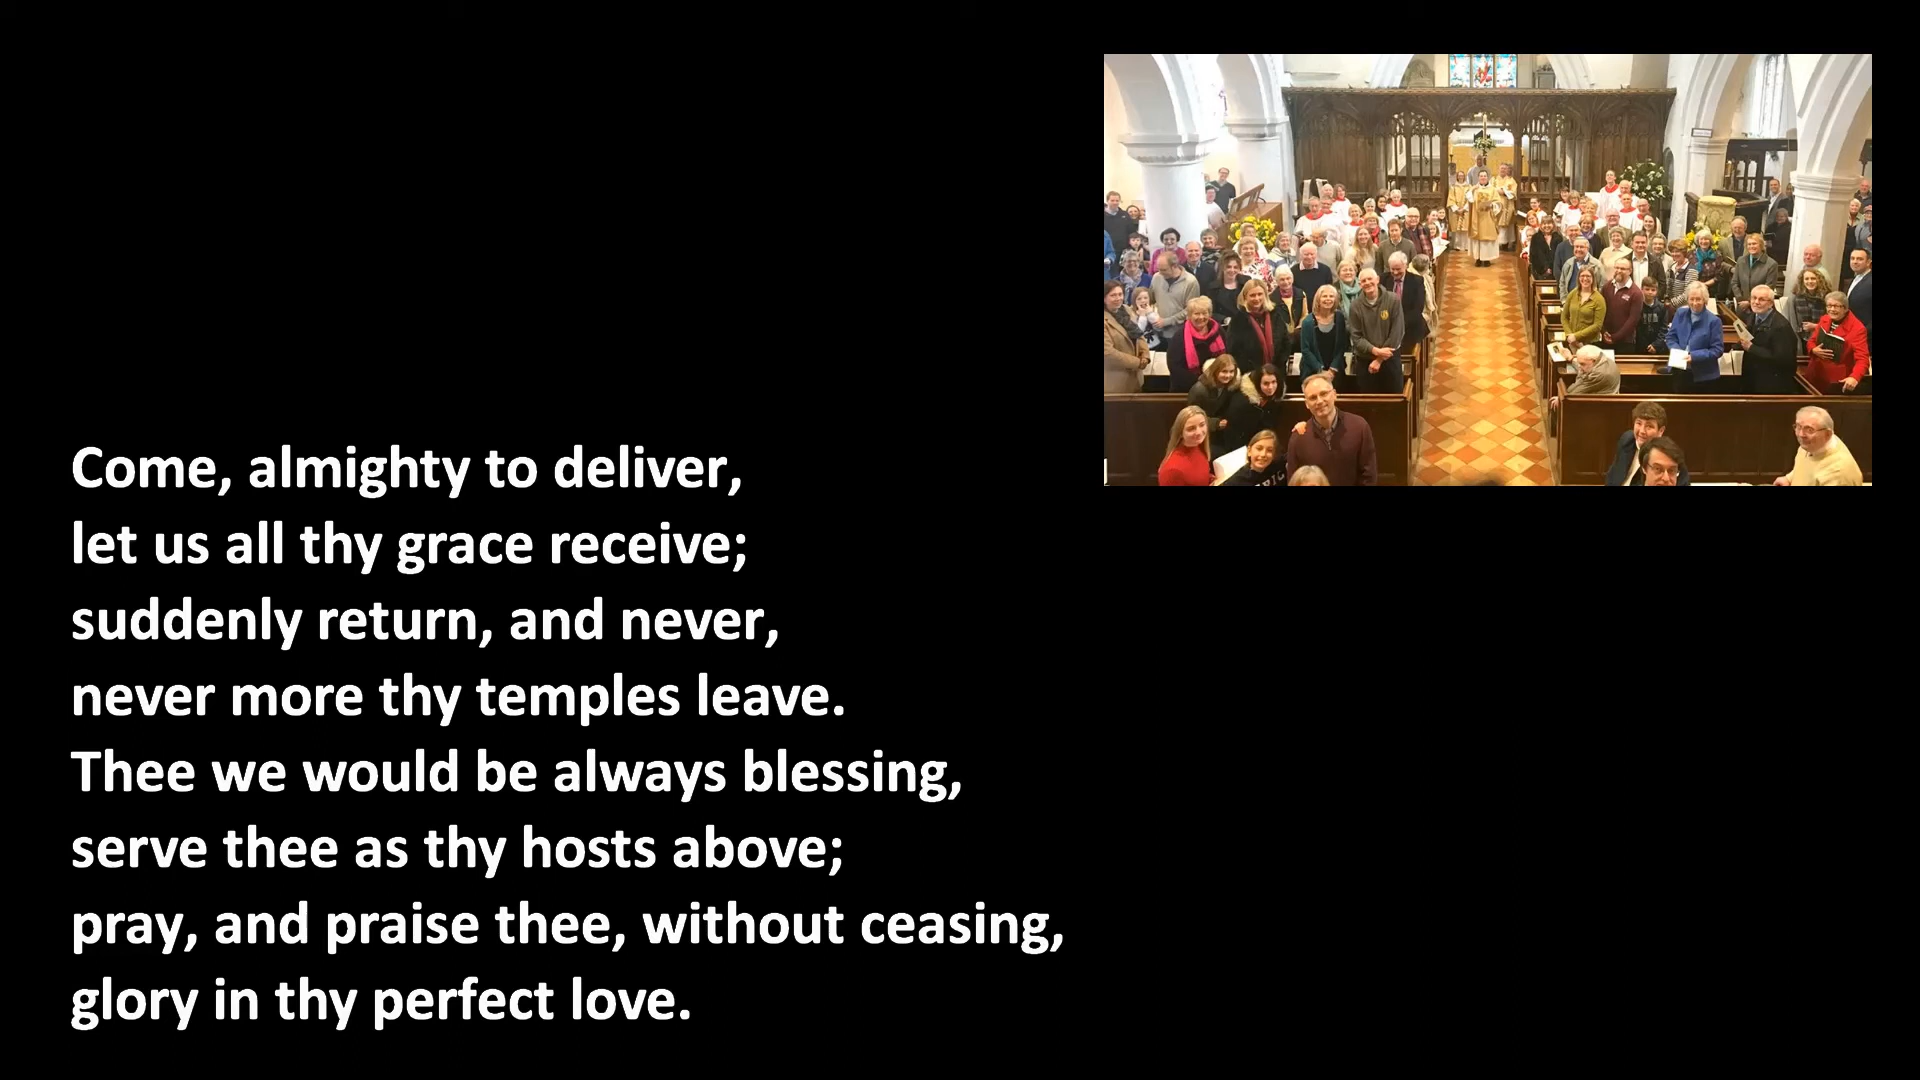 Come, almighty to deliver,
let us all thy grace receive;
suddenly return, and never,
never more thy temples leave.
Thee we would be always blessing,
serve thee as thy hosts above;
pray, and praise thee, without ceasing,
glory in thy perfect love.